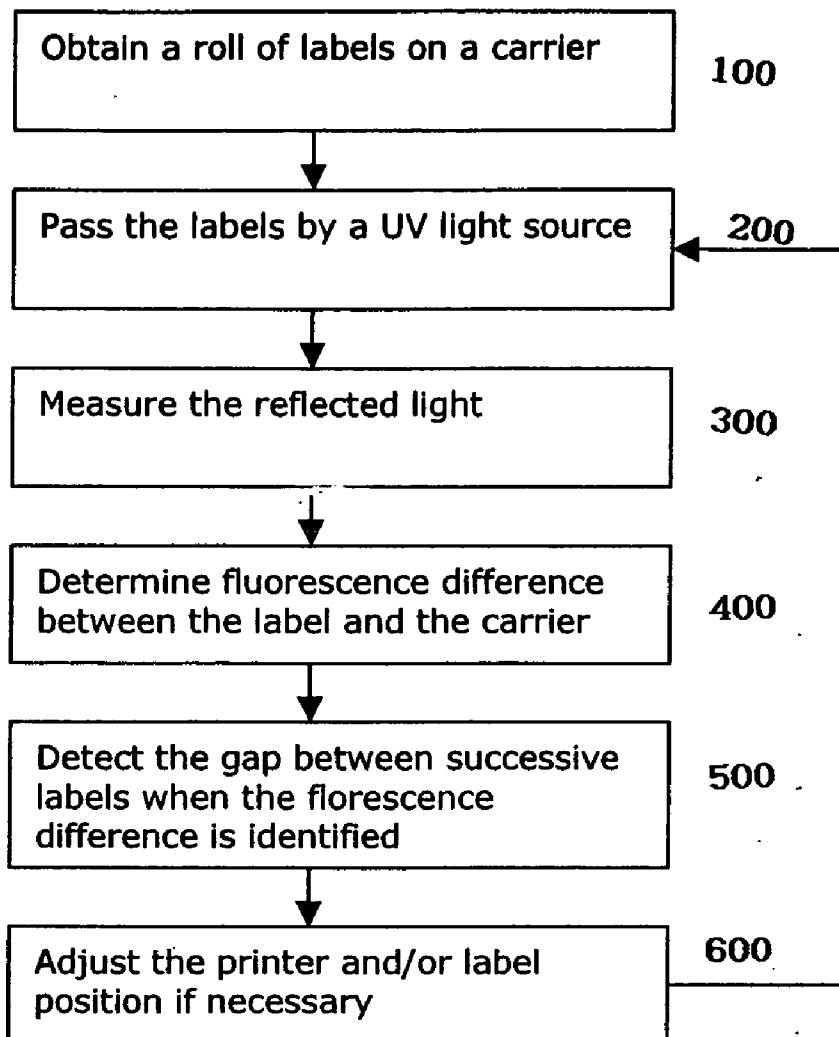 Obtain a roll of labels on a carrier
100
Pass the labels by a UV light source
200
Measure the reflected light
300
Determine fluorescence difference
between the label and the carrier
400
Detect the gap between successive
labels when the florescence
difference is identified
500
Adjust the printer and/or label
position if necessary
600